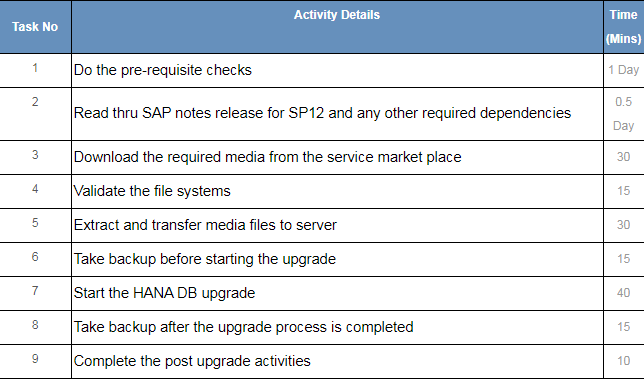 Task No Activity Details Time (Mins)
1 Do the pre-requisite checks 1 Day
2 Read thru SAP notes release for SP12 and any other required dependencies 0.5 Day
3 Download the required media from the service market place 30
4 Validate the file systems 15
5 Extract and transfer media files to server 30
6 Take backup before starting the upgrade 15
7 Start the HANA DB upgrade 40
8 Take backup after the upgrade process is completed 15
9 Complete the post upgrade activities 10